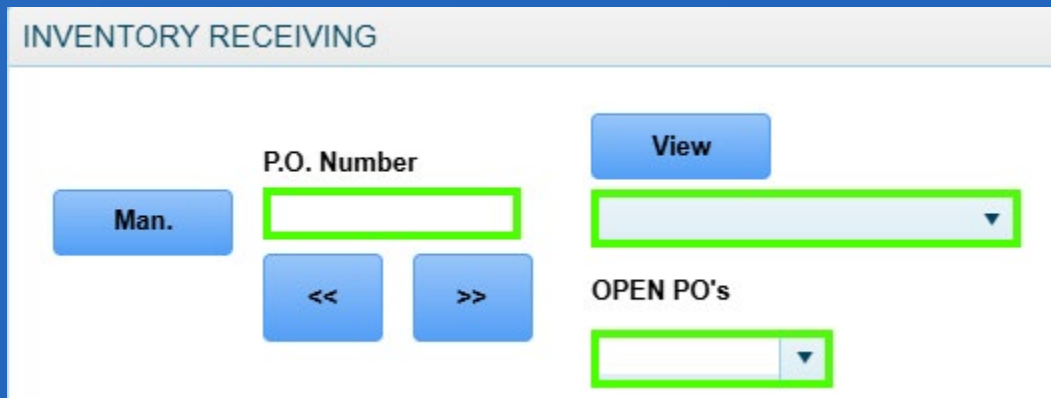 INVENTORY RECEIVING
View
P.O. Number
Man.
<<
>>
OPEN PO's